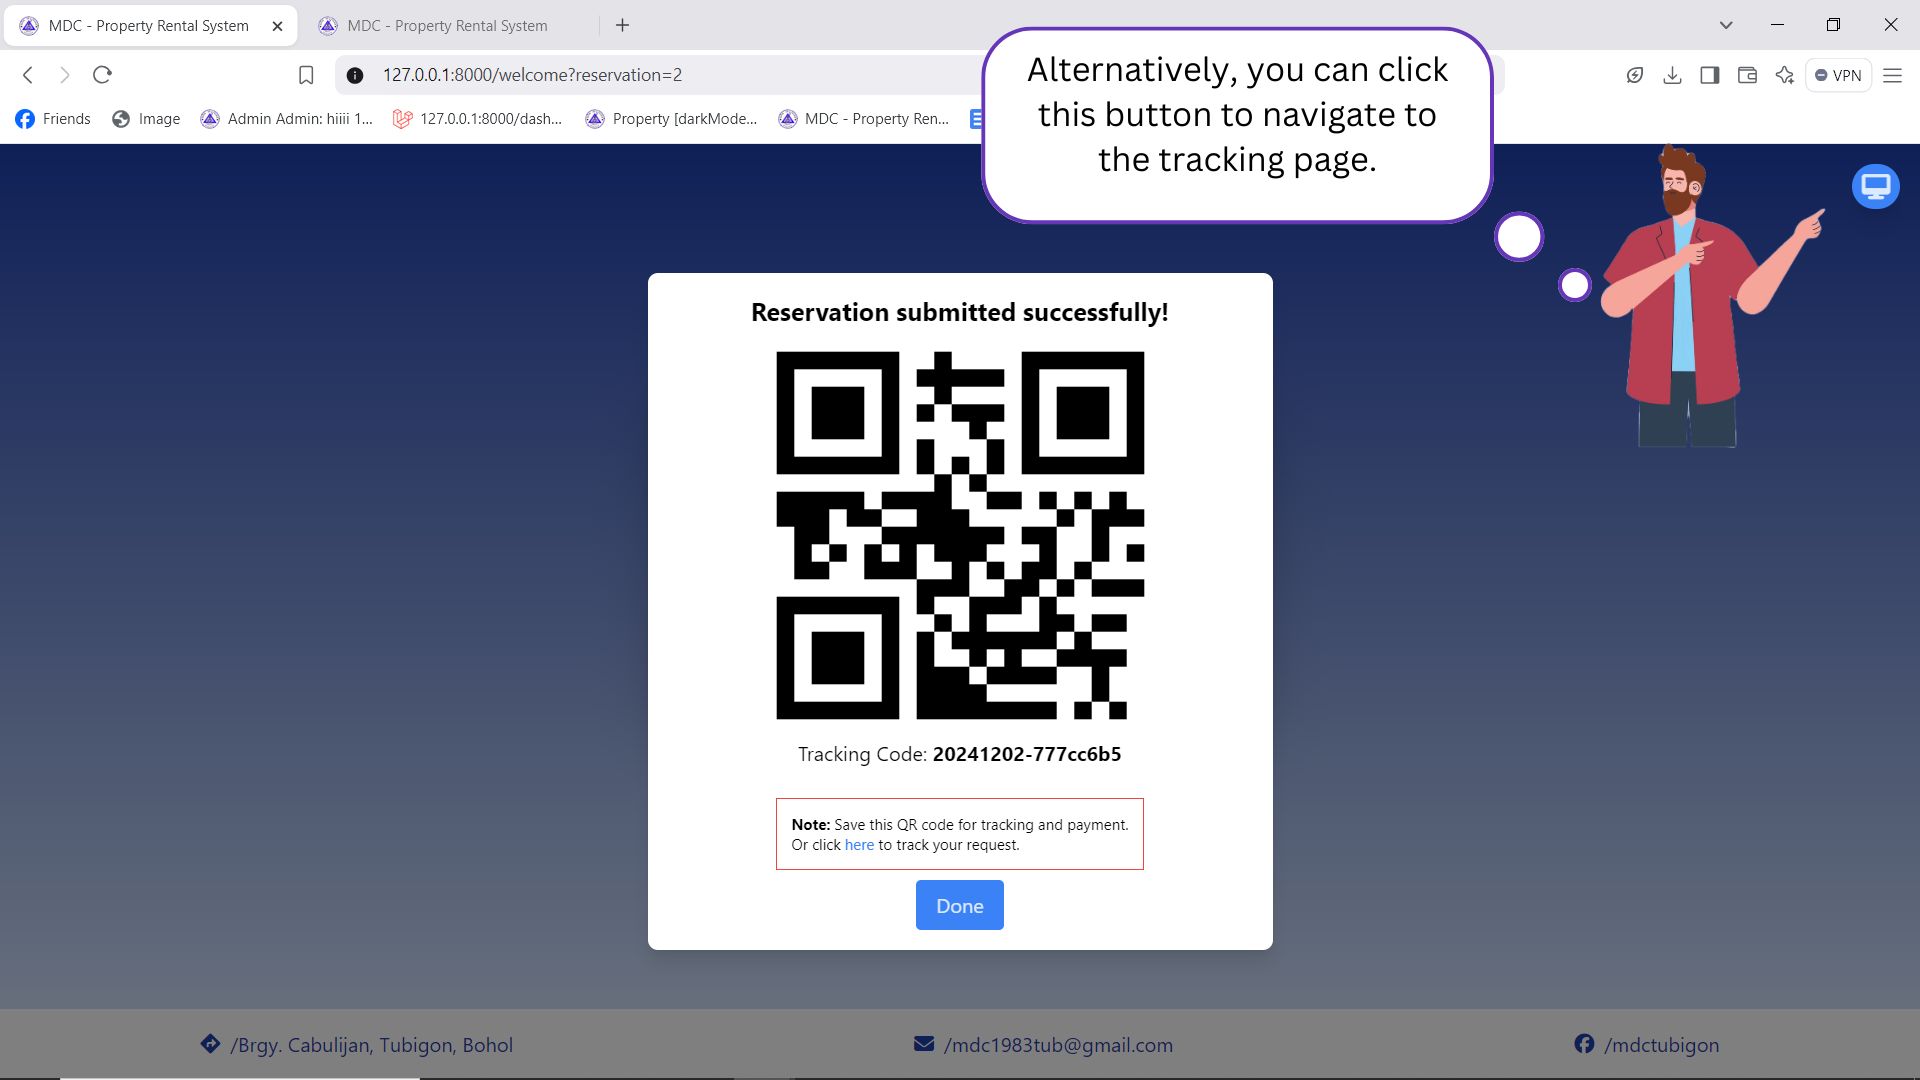 MDC - Property Rental System
MDC - Property Rental System
127.0.0.1:8000/welcome?reservation=2
VPN
Friends
Image
Admin Admin: hiiii 1...
127.0.0.1:8000/dash...
Property [darkMode...
MDC - Property Ren...
Alternatively, you can click
this button to navigate to
the tracking page.
Reservation submitted successfully!
Tracking Code: 20241202-777cc6b5
Note: Save this QR code for tracking and payment.
Or click here to track your request.
Done
/Brgy. Cabulijan, Tubigon, Bohol
/mdc1983tub@gmail.com
/mdctubigon